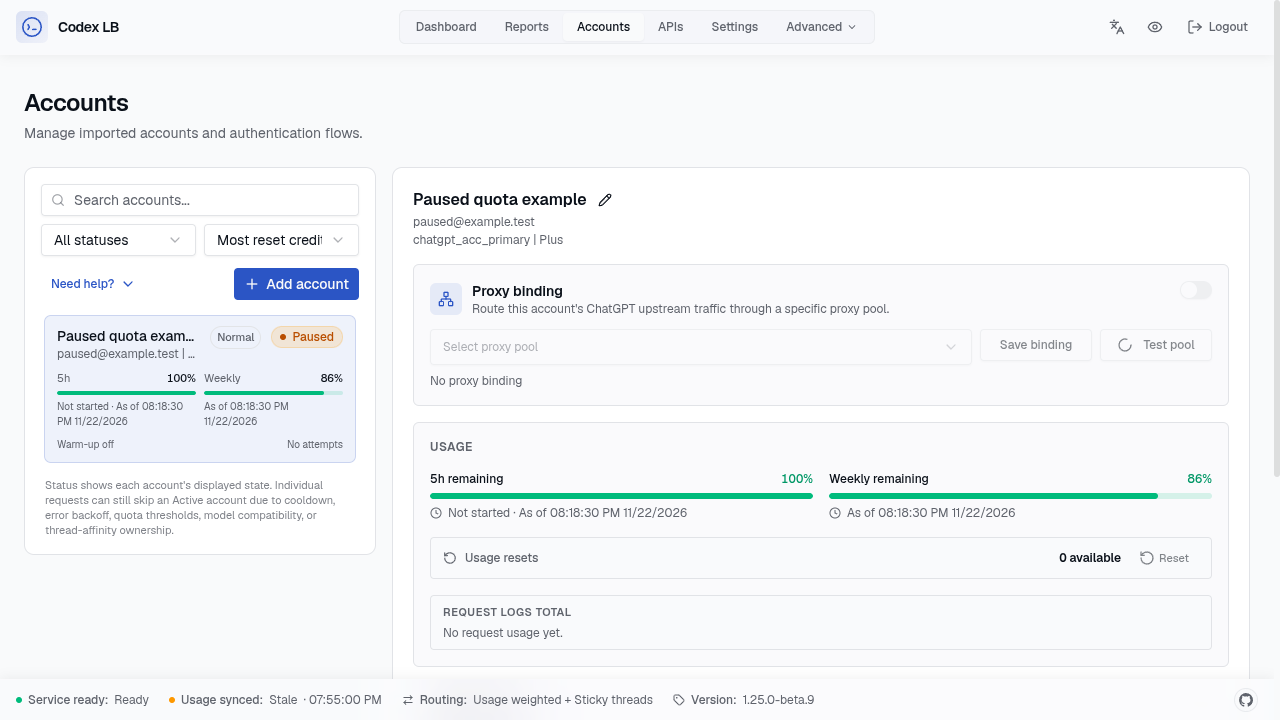 Codex LB
Dashboard
Reports
Accounts
APIs
Settings
Advanced
Logout
Accounts
Manage imported accounts and authentication flows.
Search accounts...
All statuses
Most reset credit
Need help?
Add account
Paused quota exam...
Normal
Paused
paused@example.test | ...
5h
100%
Weekly
86%
Not started · As of 08:18:30
PM 11/22/2026
As of 08:18:30 PM
11/22/2026
Warm-up off
No attempts
Status shows each account's displayed state. Individual
requests can still skip an Active account due to cooldown,
error backoff, quota thresholds, model compatibility, or
thread-affinity ownership.
Paused quota example
paused@example.test
chatgpt_acc_primary | Plus
Proxy binding
Route this account's ChatGPT upstream traffic through a specific proxy pool.
Select proxy pool
Save binding
Test pool
No proxy binding
USAGE
5h remaining
100%
Weekly remaining
86%
Not started · As of 08:18:30 PM 11/22/2026
As of 08:18:30 PM 11/22/2026
Usage resets
0 available
Reset
REQUEST LOGS TOTAL
No request usage yet.
Service ready: Ready
Usage synced: Stale · 07:55:00 PM
Routing: Usage weighted + Sticky threads
Version: 1.25.0-beta.9